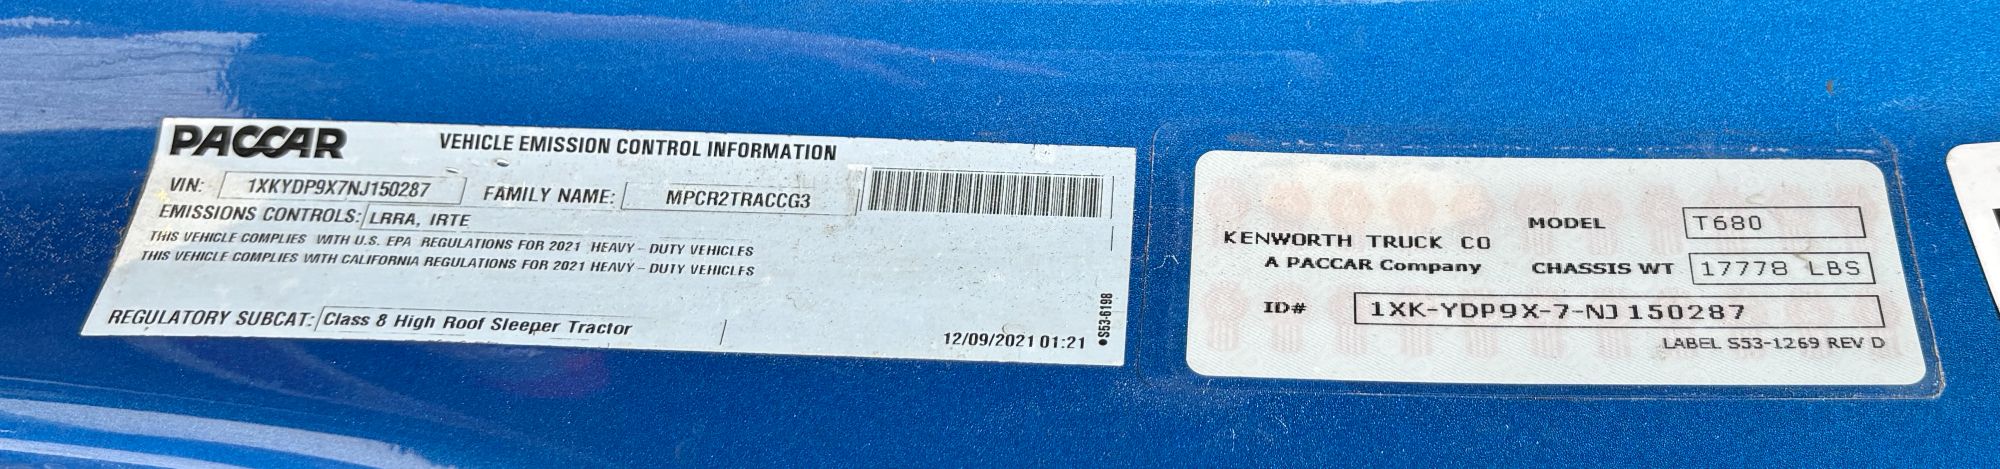 PACCAR
VEHICLE EMISSION CONTROL INFORMATION
VIN: 1XKYDP9X7NJ150287 FAMILY NAME: MPCR2TRACCG3
EMISSIONS CONTROLS: LRRA, IRTE
THIS VEHICLE COMPLIES WITH U.S. EPA REGULATIONS FOR 2021 HEAVY - DUTY VEHICLES
THIS VEHICLE COMPLIES WITH CALIFORNIA REGULATIONS FOR 2021 HEAVY - DUTY VEHICLES
REGULATORY SUBCAT: Class 8 High Roof Sleeper Tractor
12/09/2021 01:21
●S53-6198
KENWORTH TRUCK CO
A PACCAR Company
MODEL T680
CHASSIS WT 17778 LBS
ID# 1XK-YDP9X-7-NJ150287
LABEL S53-1269 REV D